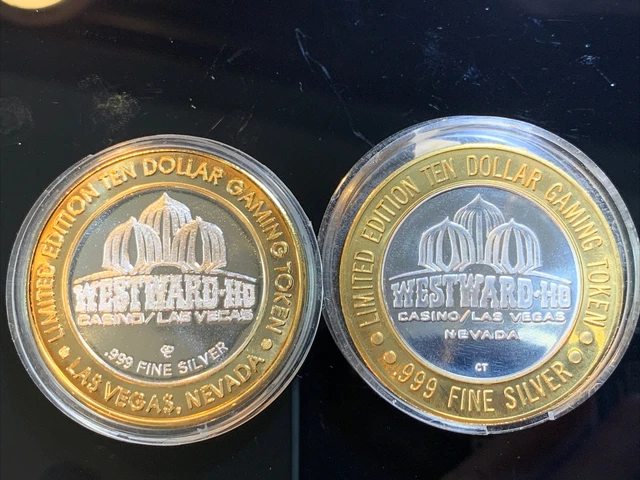 LIMITED EDITION TEN DOLLAR GAMING TOKEN
WESTWARD-HO
CASINO/LAS VEGAS
.999 FINE SILVER
LAS VEGAS, NEVADA
LIMITED EDITION TEN DOLLAR GAMING TOKEN
WESTWARD-HO
CASINO/LAS VEGAS
NEVADA
CT
.999 FINE SILVER